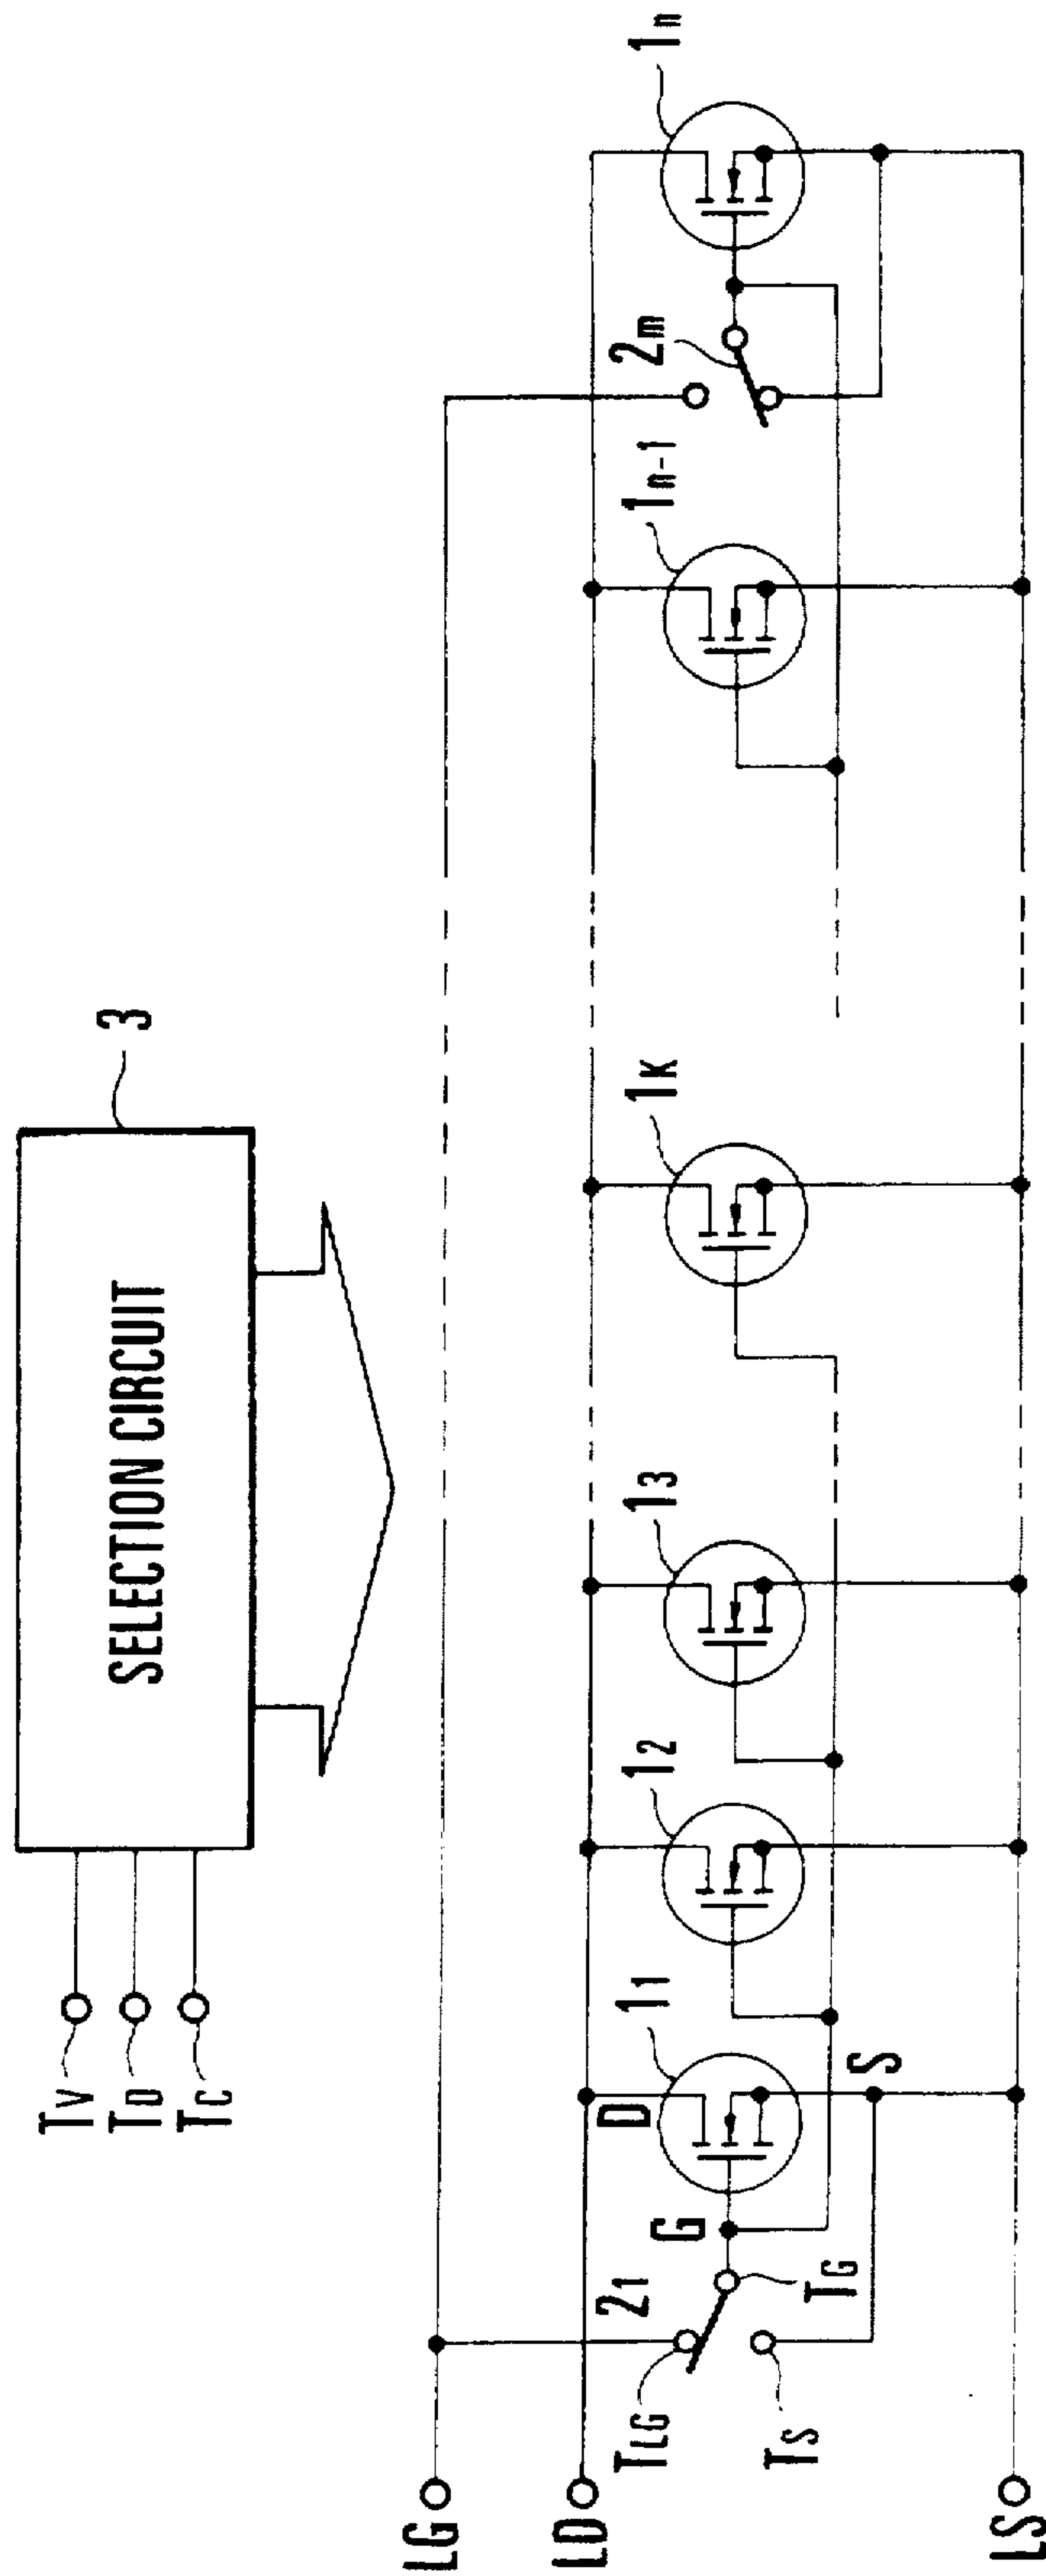 SELECTION CIRCUIT
3
TV
TD
TC
LG
LD
LS
21
TLG
TG
TS
G
D
S
11
12
13
1K
1n-1
2m
1n